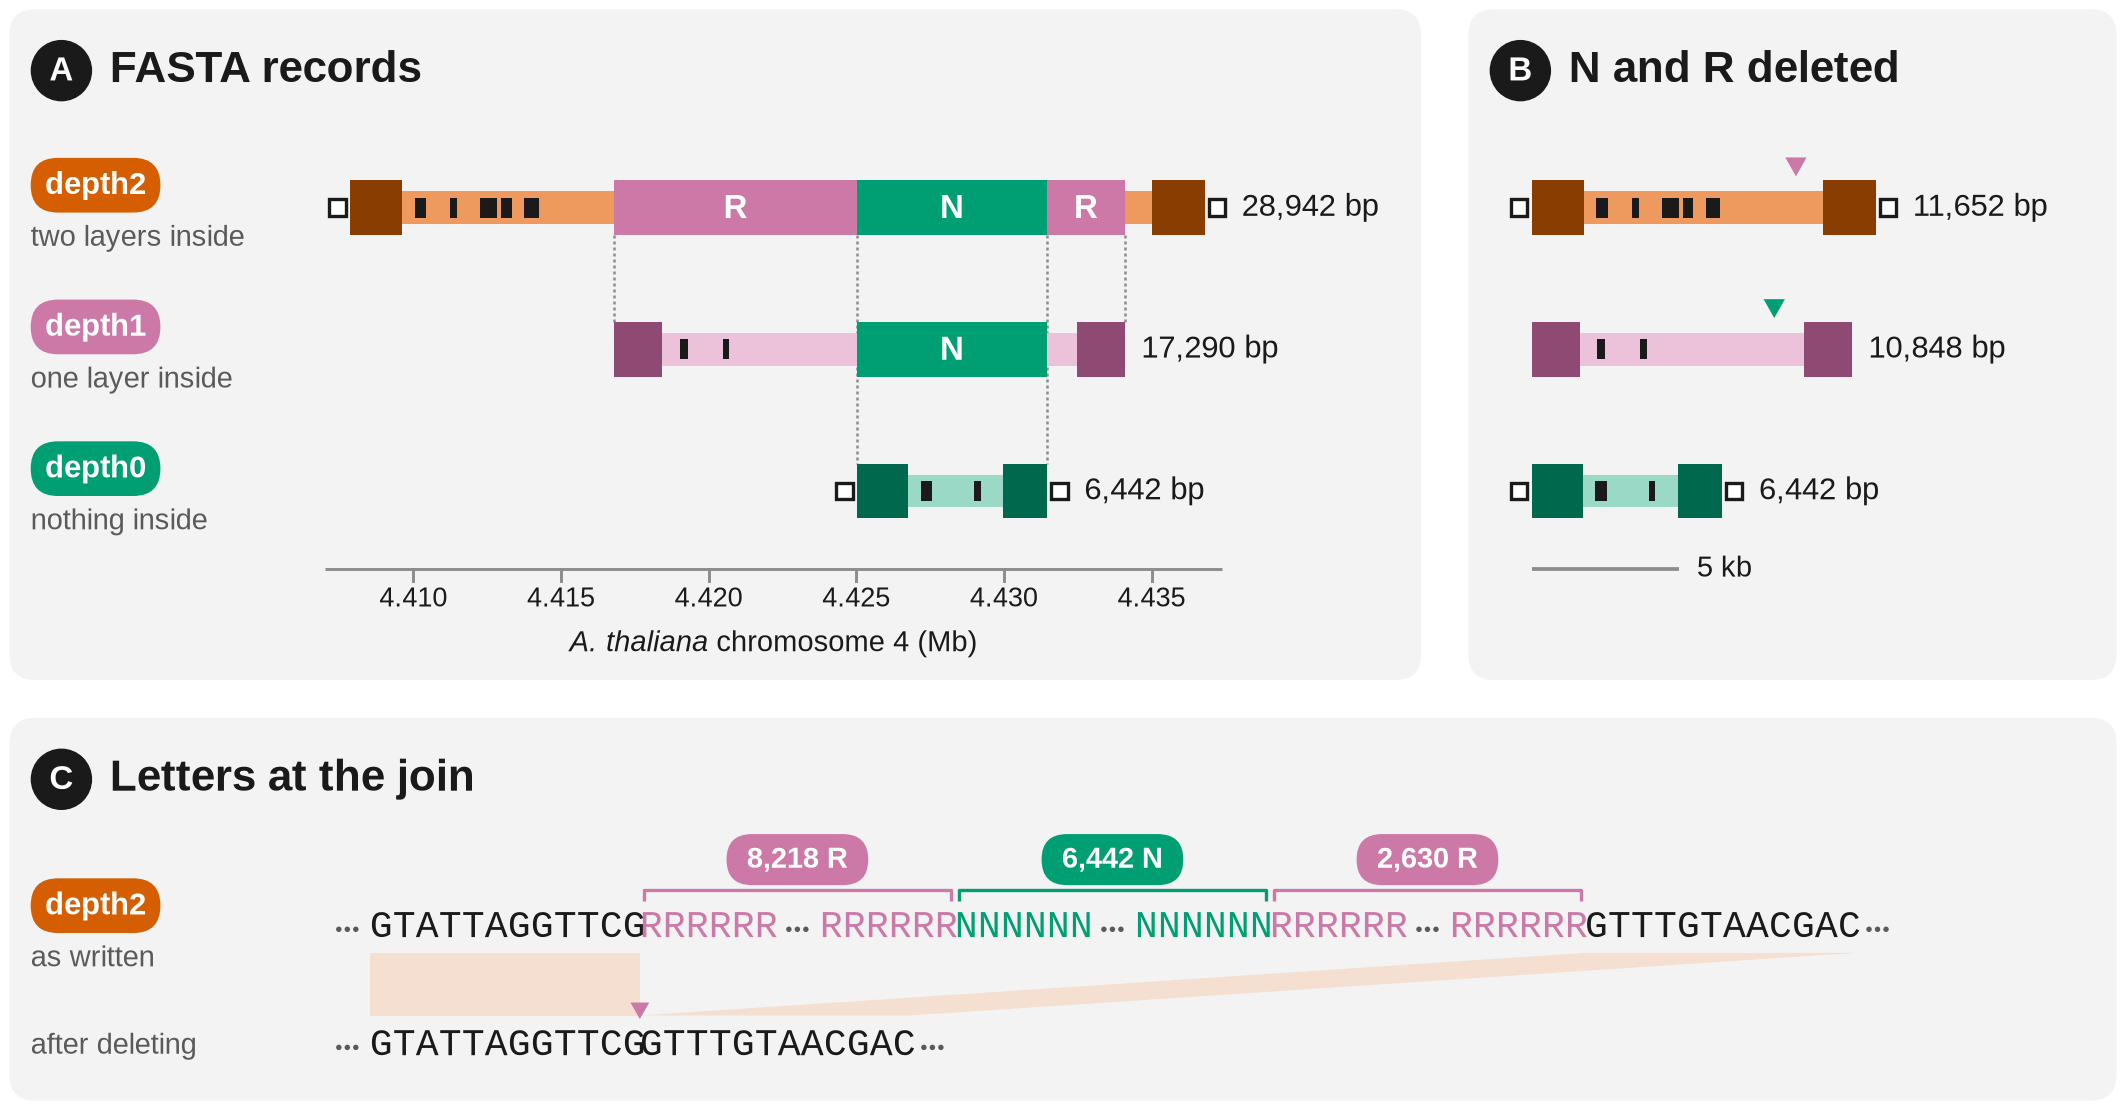 A FASTA records
depth2
two layers inside
R N R 28,942 bp
depth1
one layer inside
N 17,290 bp
depth0
nothing inside
6,442 bp
4.410 4.415 4.420 4.425 4.430 4.435
A. thaliana chromosome 4 (Mb)
B N and R deleted
11,652 bp
10,848 bp
6,442 bp
5 kb
C Letters at the join
8,218 R 6,442 N 2,630 R
depth2
as written
··· GTATTAGGTTCGRRRRRR ··· RRRRRRNNNNNN ··· NNNNNNRRRRRR ··· RRRRRRGTTTGTAACGAC ···
after deleting
··· GTATTAGGTTCGGTTTGTAACGAC ···